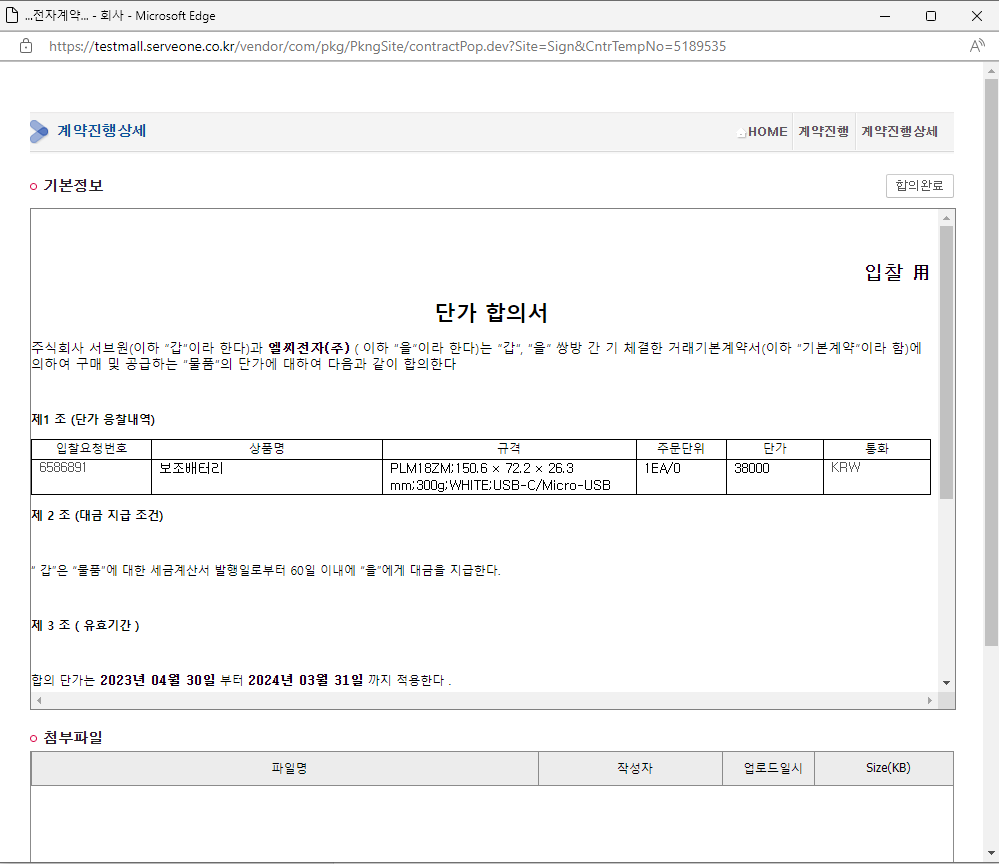 ...전자계약... - 회사 - Microsoft Edge
https://testmall.serveone.co.kr/vendor/com/pkg/PkngSite/contractPop.dev?Site=Sign&CntrTempNo=5189535
계약진행상세
HOME 계약진행 계약진행상세
기본정보
합의완료
입찰 用
단가 합의서
주식회사 서브원(이하 "갑"이라 한다)과 엘씨전자(주) ( 이하 "을"이라 한다)는 "갑", "을" 쌍방 간 기 체결한 거래기본계약서(이하 "기본계약"이라 함)에
의하여 구매 및 공급하는 "물품"의 단가에 대하여 다음과 같이 합의한다
제1 조 (단가 응찰내역)
입찰요청번호 상품명 규격 주문단위 단가 통화
6586891 보조배터리 PLM18ZM;150.6 × 72.2 × 26.3 1EA/0 38000 KRW
mm;300g;WHITE;USB-C/Micro-USB
제 2 조 (대금 지급 조건)
" 갑"은 "물품"에 대한 세금계산서 발행일로부터 60일 이내에 "을"에게 대금을 지급한다.
제 3 조 ( 유효기간 )
합의 단가는 2023년 04월 30일 부터 2024년 03월 31일 까지 적용한다 .
첨부파일
파일명 작성자 업로드일시 Size(KB)